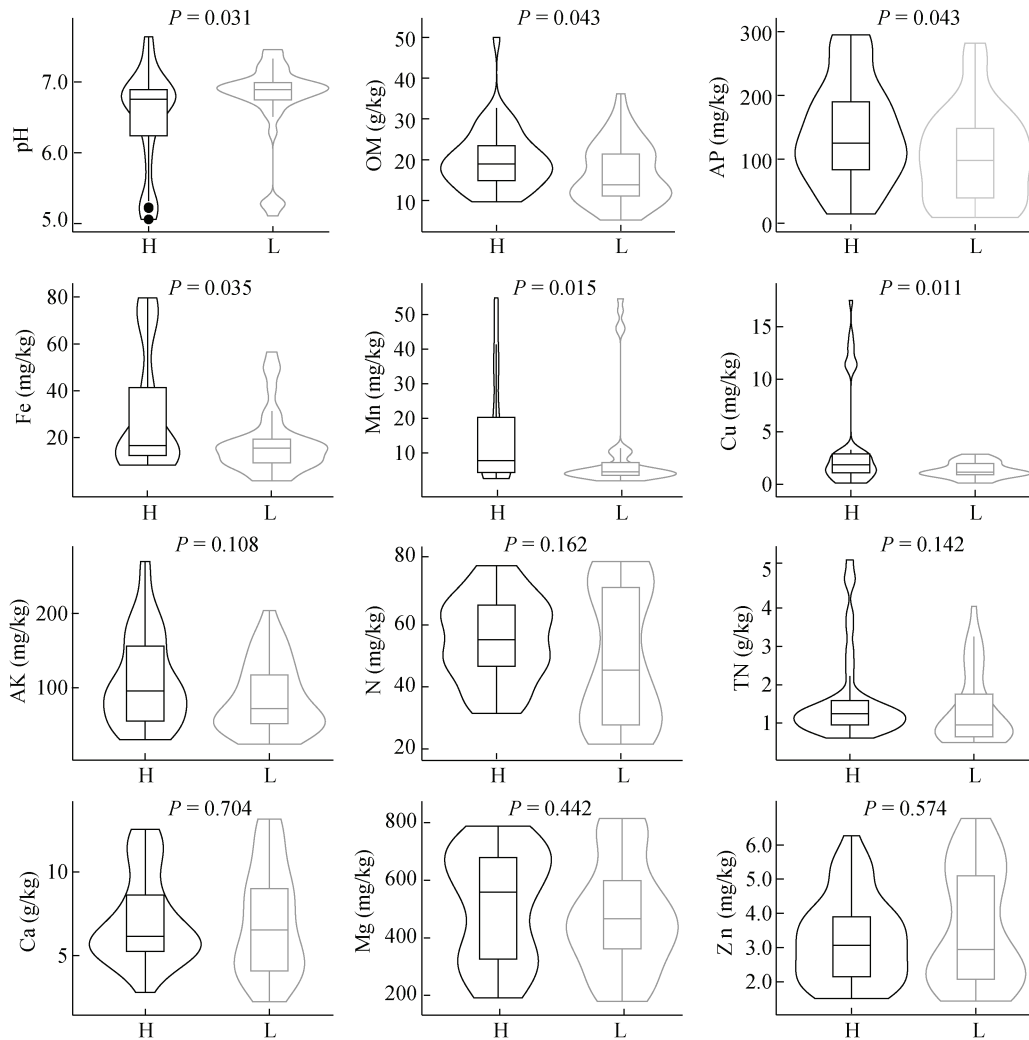 P = 0.031
pH
7.0
6.0
5.0
H
L
P = 0.043
OM (g/kg)
50
40
30
20
10
H
L
P = 0.043
AP (mg/kg)
300
200
100
0
H
L
P = 0.035
Fe (mg/kg)
80
60
40
20
H
L
P = 0.015
Mn (mg/kg)
50
40
30
20
10
H
L
P = 0.011
Cu (mg/kg)
15
10
5
0
H
L
P = 0.108
AK (mg/kg)
200
100
H
L
P = 0.162
N (mg/kg)
80
60
40
20
H
L
P = 0.142
TN (g/kg)
5
4
3
2
1
H
L
P = 0.704
Ca (g/kg)
10
5
H
L
P = 0.442
Mg (mg/kg)
800
600
400
200
H
L
P = 0.574
Zn (mg/kg)
6.0
5.0
4.0
3.0
2.0
H
L